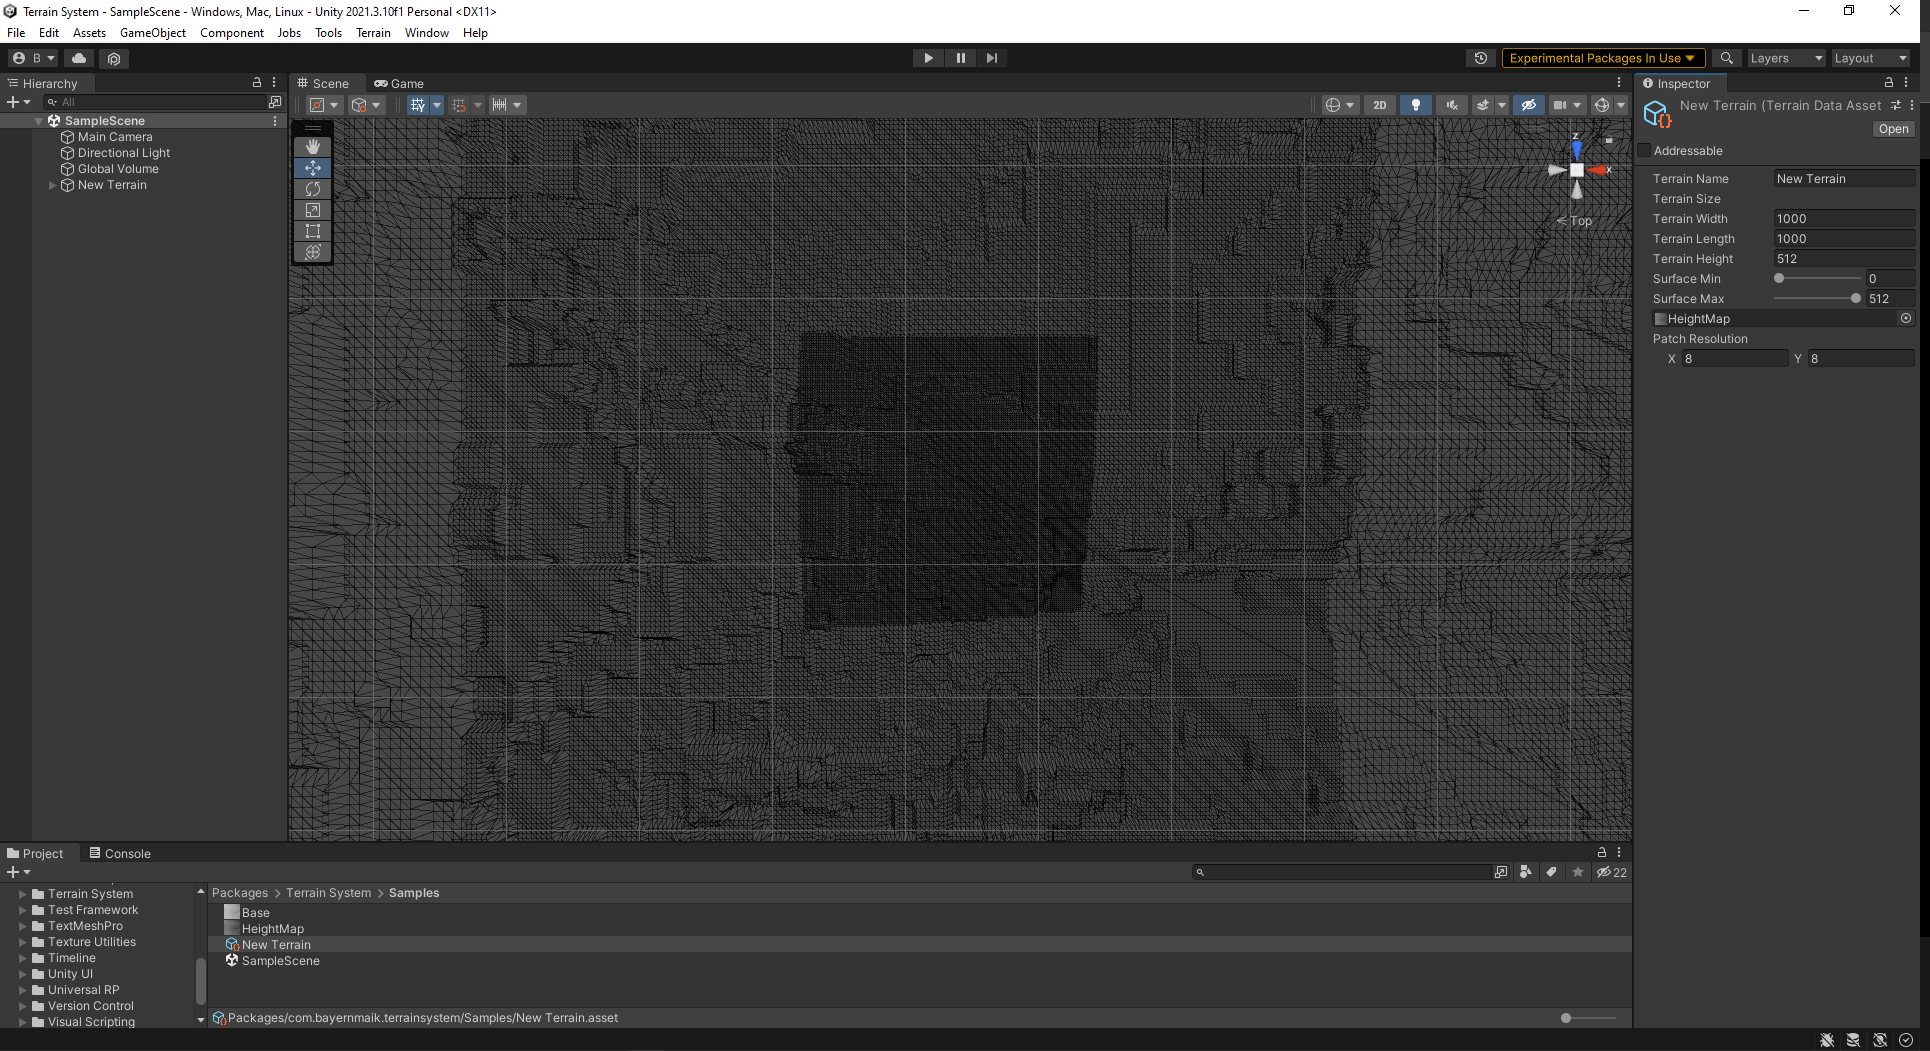 Terrain System - SampleScene - Windows, Mac, Linux - Unity 2021.3.10f1 Personal <DX11>
File Edit Assets GameObject Component Jobs Tools Terrain Window Help
B Experimental Packages In Use Layers Layout
Hierarchy
All
SampleScene
Main Camera
Directional Light
Global Volume
New Terrain
Scene Game
2D
z
x
Top
Inspector
New Terrain (Terrain Data Asset
Open
Addressable
Terrain Name New Terrain
Terrain Size
Terrain Width 1000
Terrain Length 1000
Terrain Height 512
Surface Min 0
Surface Max 512
HeightMap
Patch Resolution
X 8 Y 8
Project Console
22
Terrain System
Test Framework
TextMeshPro
Texture Utilities
Timeline
Unity UI
Universal RP
Version Control
Visual Scripting
Packages > Terrain System > Samples
Base
HeightMap
New Terrain
SampleScene
Packages/com.bayernmaik.terrainsystem/Samples/New Terrain.asset